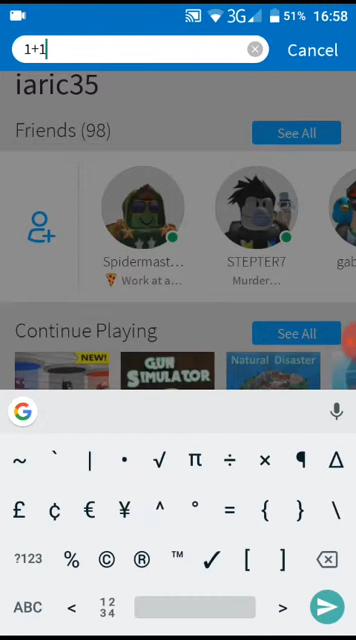 3G 51% 16:58
1+1 Cancel
iaric35
Friends (98) See All
Spidermast... STEPTER7 gab
Work at a... Murder...
Continue Playing See All
NEW! GUN SIMULATOR Natural Disaster
G
~ ` | • √ π ÷ × ¶ Δ
£ ¢ € ¥ ^ ° = { } \
?123 % © ® ™ ✓ [ ]
ABC < 12 34 >